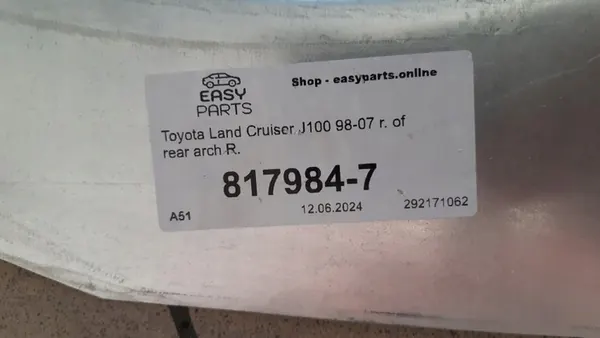 EASY
PARTS
Shop - easyparts.online
Toyota Land Cruiser J100 98-07 r. of
rear arch R.
817984-7
A51
12.06.2024
292171062